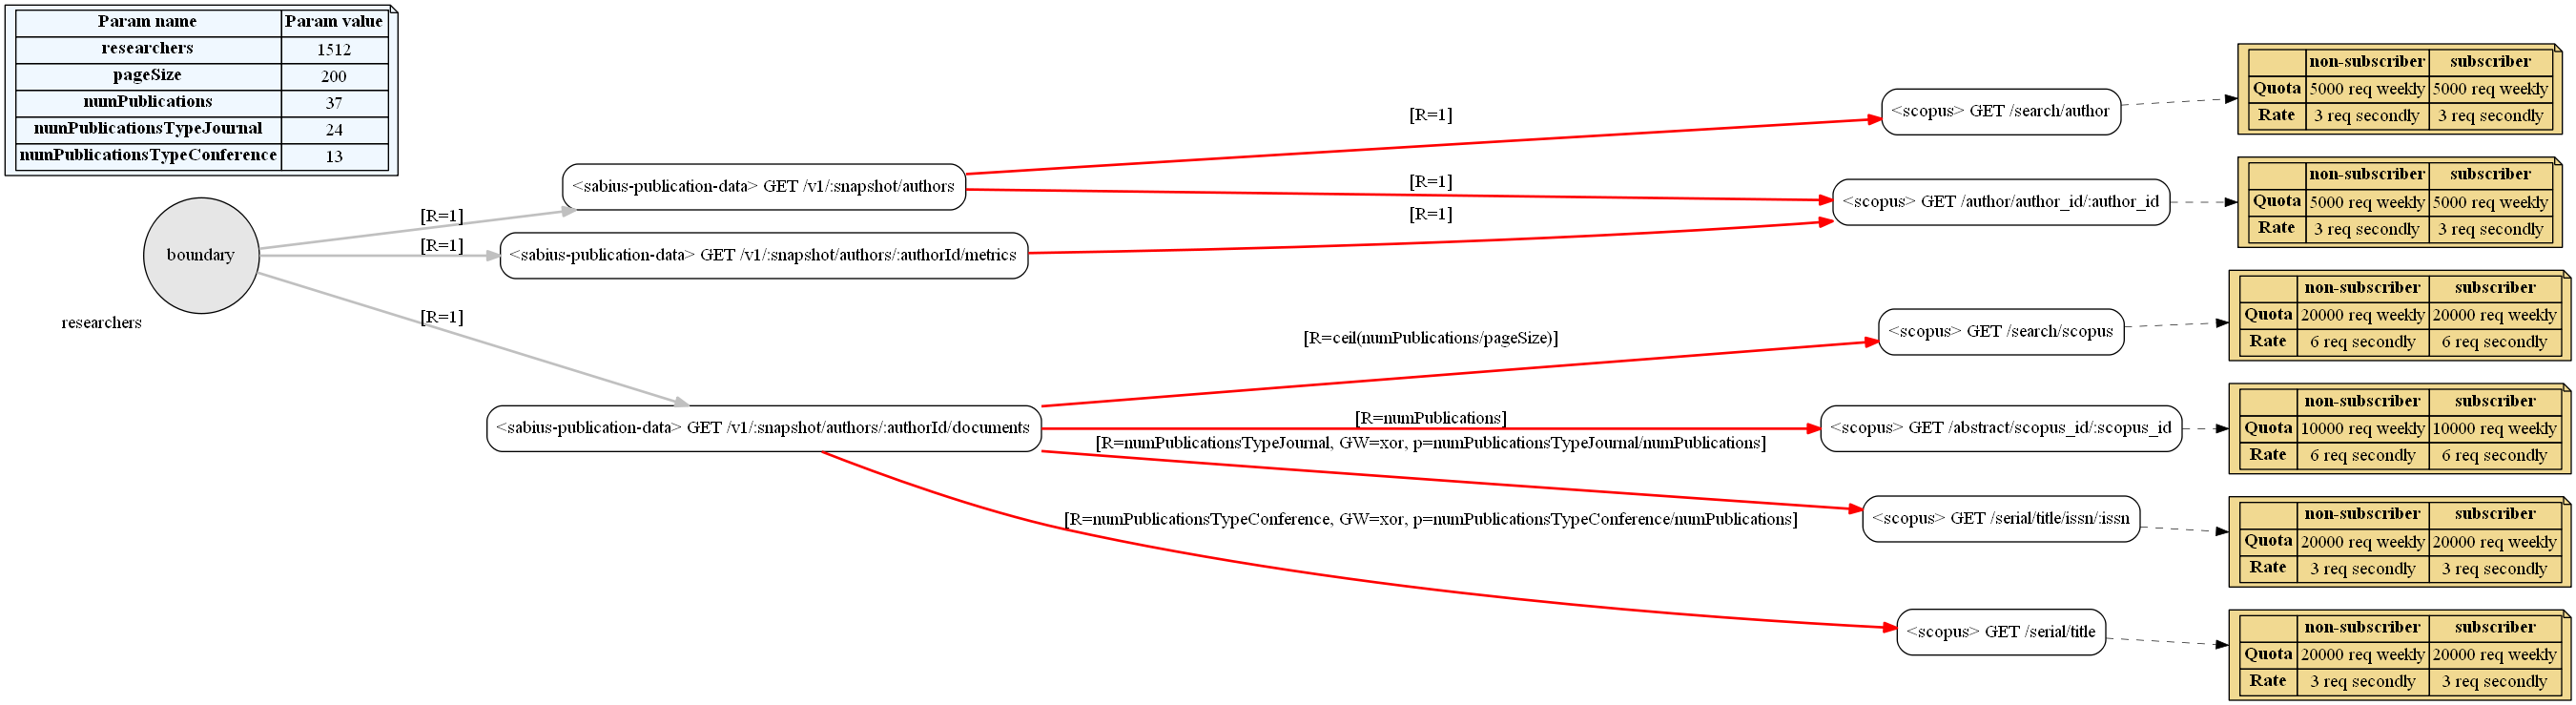 Param name Param value
researchers 1512
pageSize 200
numPublications 37
numPublicationsTypeJournal 24
numPublicationsTypeConference 13
boundary
researchers
[R=1]
[R=1]
[R=1]
<sabius-publication-data> GET /v1/:snapshot/authors
<sabius-publication-data> GET /v1/:snapshot/authors/:authorId/metrics
<sabius-publication-data> GET /v1/:snapshot/authors/:authorId/documents
[R=1]
[R=1]
[R=1]
[R=ceil(numPublications/pageSize)]
[R=numPublications]
[R=numPublicationsTypeJournal, GW=xor, p=numPublicationsTypeJournal/numPublications]
[R=numPublicationsTypeConference, GW=xor, p=numPublicationsTypeConference/numPublications]
<scopus> GET /search/author
<scopus> GET /author/author_id/:author_id
<scopus> GET /search/scopus
<scopus> GET /abstract/scopus_id/:scopus_id
<scopus> GET /serial/title/issn/:issn
<scopus> GET /serial/title
non-subscriber subscriber
Quota 5000 req weekly 5000 req weekly
Rate 3 req secondly 3 req secondly
non-subscriber subscriber
Quota 5000 req weekly 5000 req weekly
Rate 3 req secondly 3 req secondly
non-subscriber subscriber
Quota 20000 req weekly 20000 req weekly
Rate 6 req secondly 6 req secondly
non-subscriber subscriber
Quota 10000 req weekly 10000 req weekly
Rate 6 req secondly 6 req secondly
non-subscriber subscriber
Quota 20000 req weekly 20000 req weekly
Rate 3 req secondly 3 req secondly
non-subscriber subscriber
Quota 20000 req weekly 20000 req weekly
Rate 3 req secondly 3 req secondly